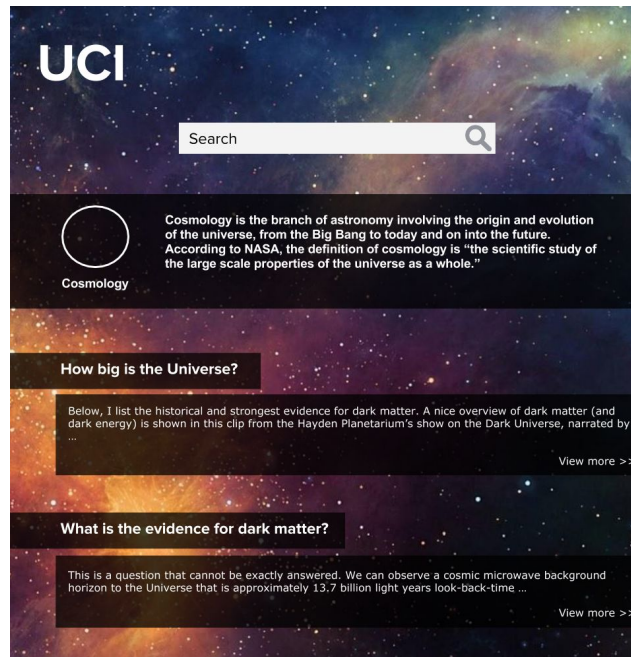 UCI
Search
Cosmology is the branch of astronomy involving the origin and evolution
of the universe, from the Big Bang to today and on into the future.
According to NASA, the definition of cosmology is “the scientific study of
the large scale properties of the universe as a whole.”
Cosmology
How big is the Universe?
Below, I list the historical and strongest evidence for dark matter. A nice overview of dark matter (and
dark energy) is shown in this clip from the Hayden Planetarium’s show on the Dark Universe, narrated by
...
View more >>
What is the evidence for dark matter?
This is a question that cannot be exactly answered. We can observe a cosmic microwave background
horizon to the Universe that is approximately 13.7 billion light years look-back-time ...
View more >>